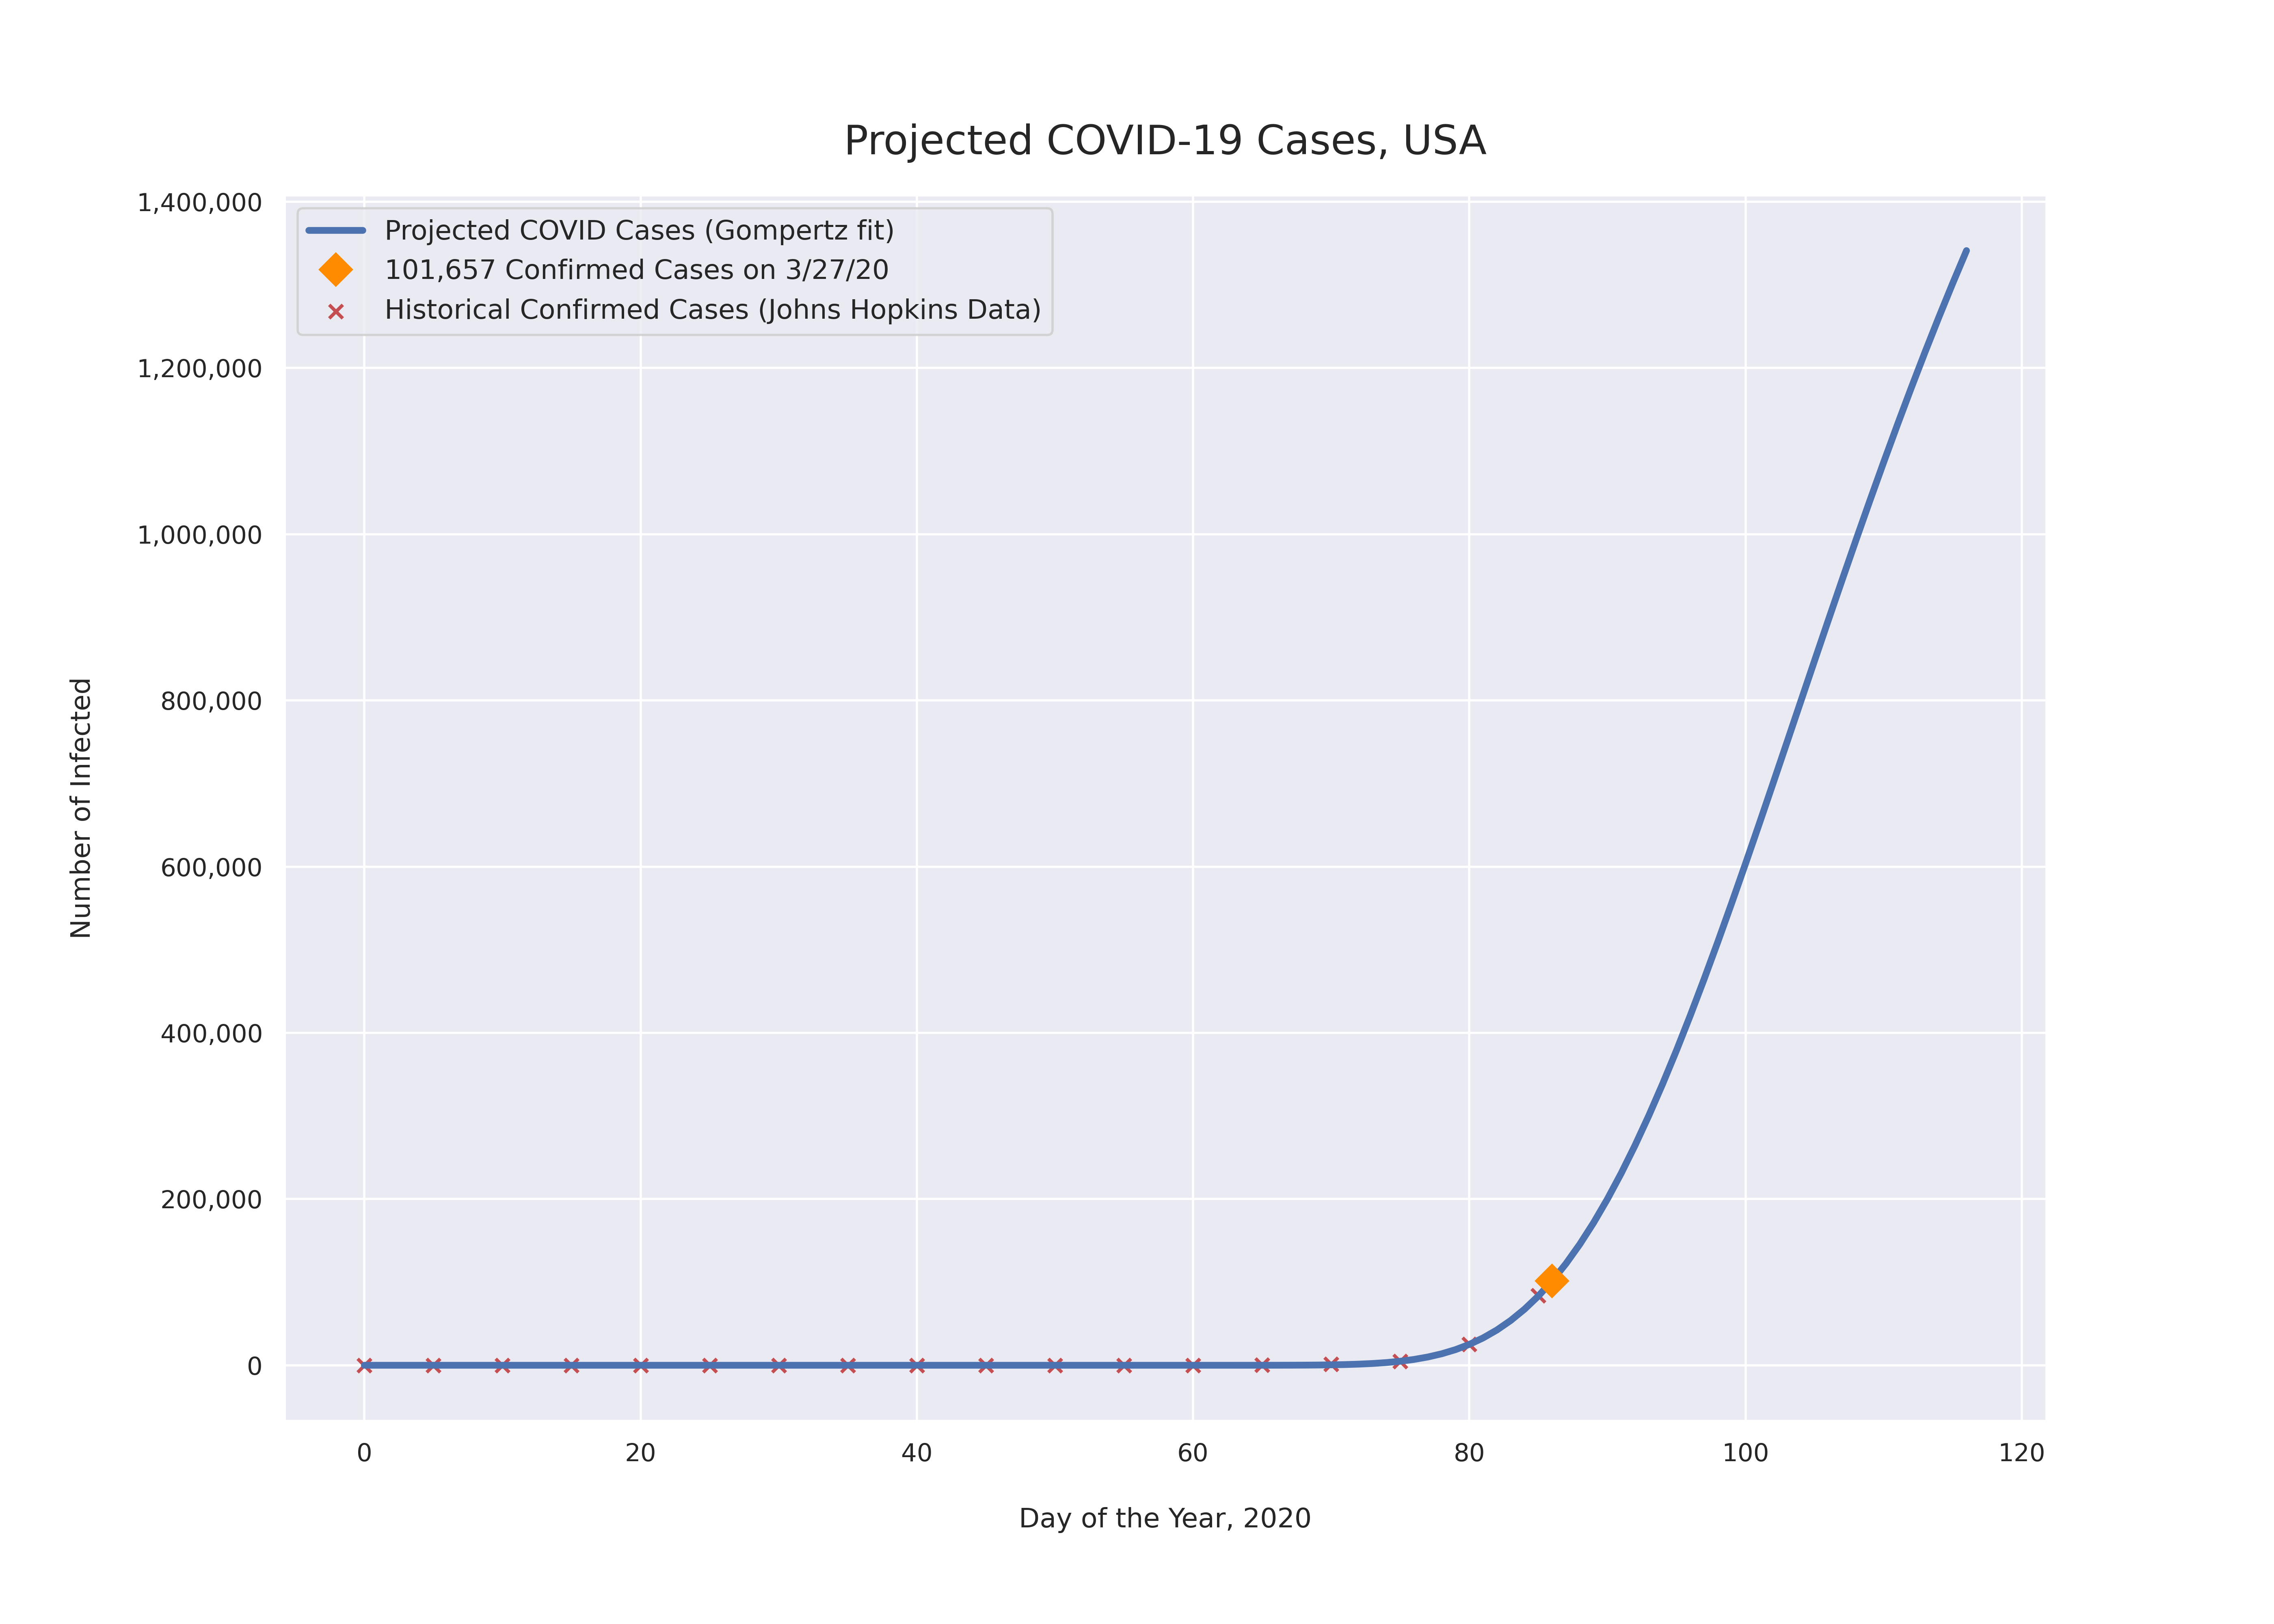 Projected COVID-19 Cases, USA
1,400,000
1,200,000
1,000,000
800,000
600,000
400,000
200,000
0
Number of Infected
Projected COVID Cases (Gompertz fit)
101,657 Confirmed Cases on 3/27/20
Historical Confirmed Cases (Johns Hopkins Data)
0 20 40 60 80 100 120
Day of the Year, 2020